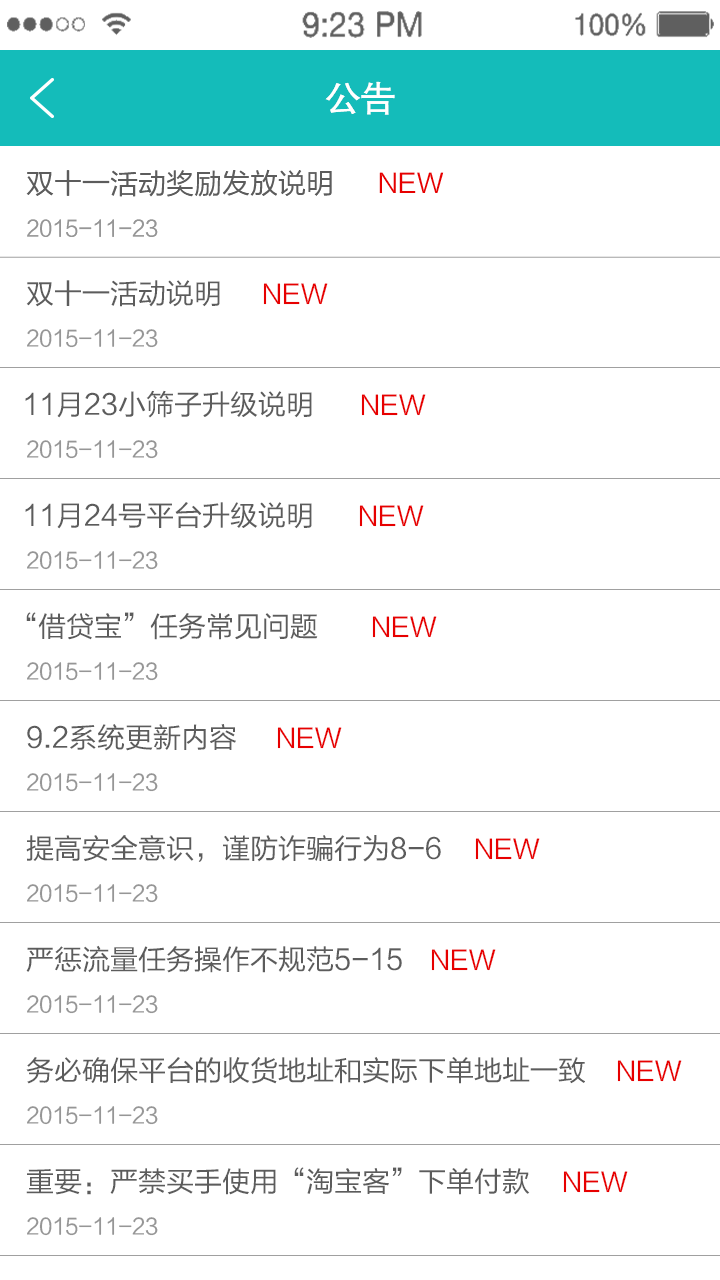 9:23 PM 100%
公告
双十一活动奖励发放说明 NEW
2015-11-23
双十一活动说明 NEW
2015-11-23
11月23小筛子升级说明 NEW
2015-11-23
11月24号平台升级说明 NEW
2015-11-23
“借贷宝”任务常见问题 NEW
2015-11-23
9.2系统更新内容 NEW
2015-11-23
提高安全意识，谨防诈骗行为8-6 NEW
2015-11-23
严惩流量任务操作不规范5-15 NEW
2015-11-23
务必确保平台的收货地址和实际下单地址一致 NEW
2015-11-23
重要：严禁买手使用“淘宝客”下单付款 NEW
2015-11-23